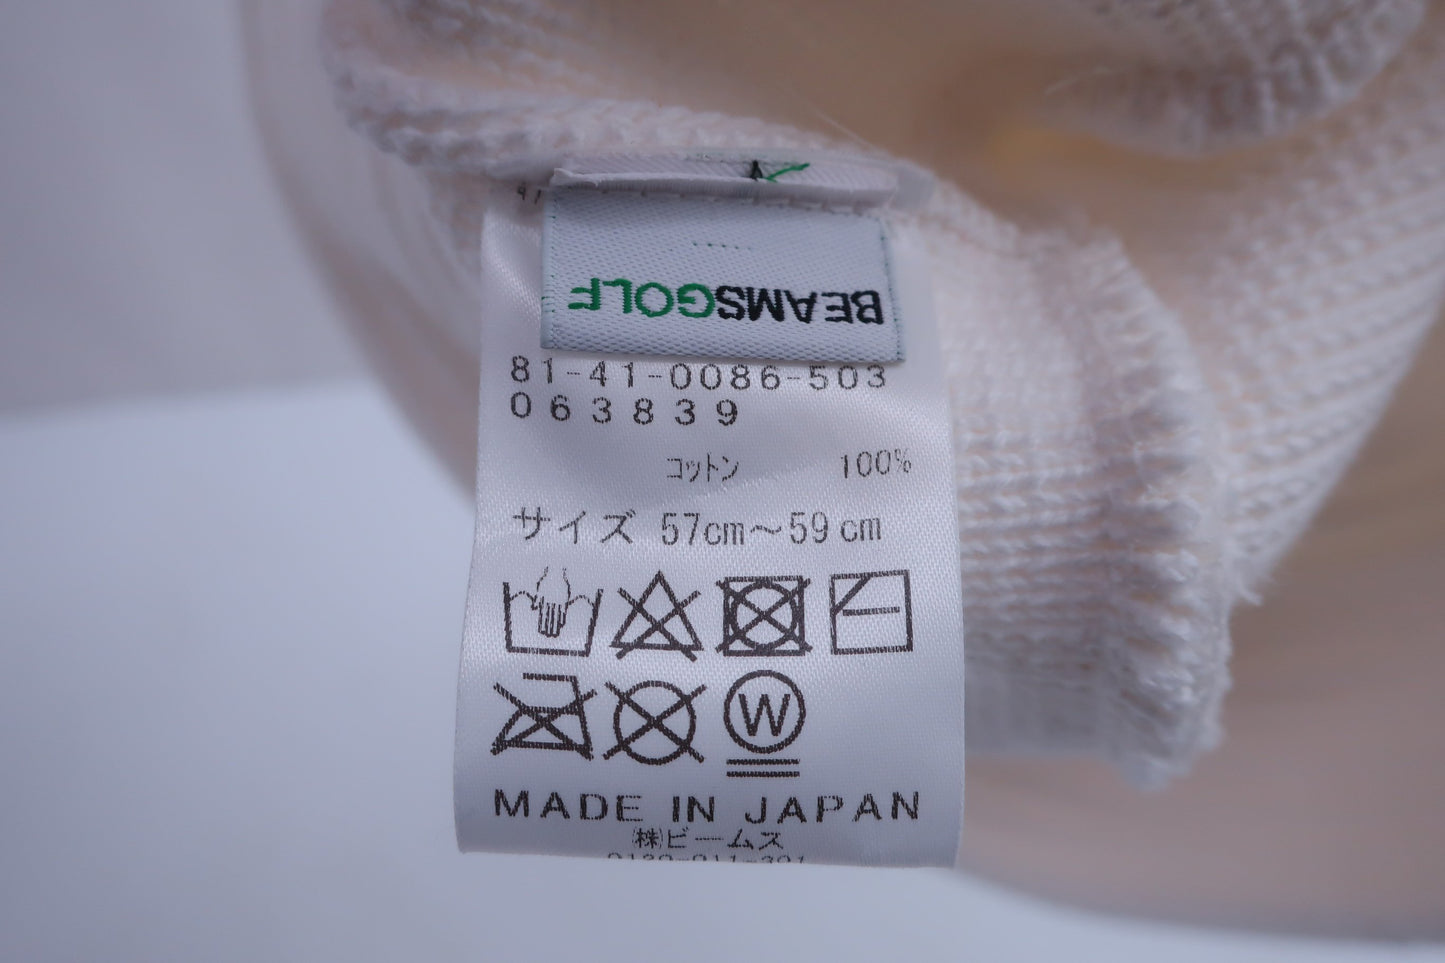 BEAMSGOLF
81-41-0086-503
063839
コットン 100%
サイズ 57cm～59cm
W
MADE IN JAPAN
㈱ビームス